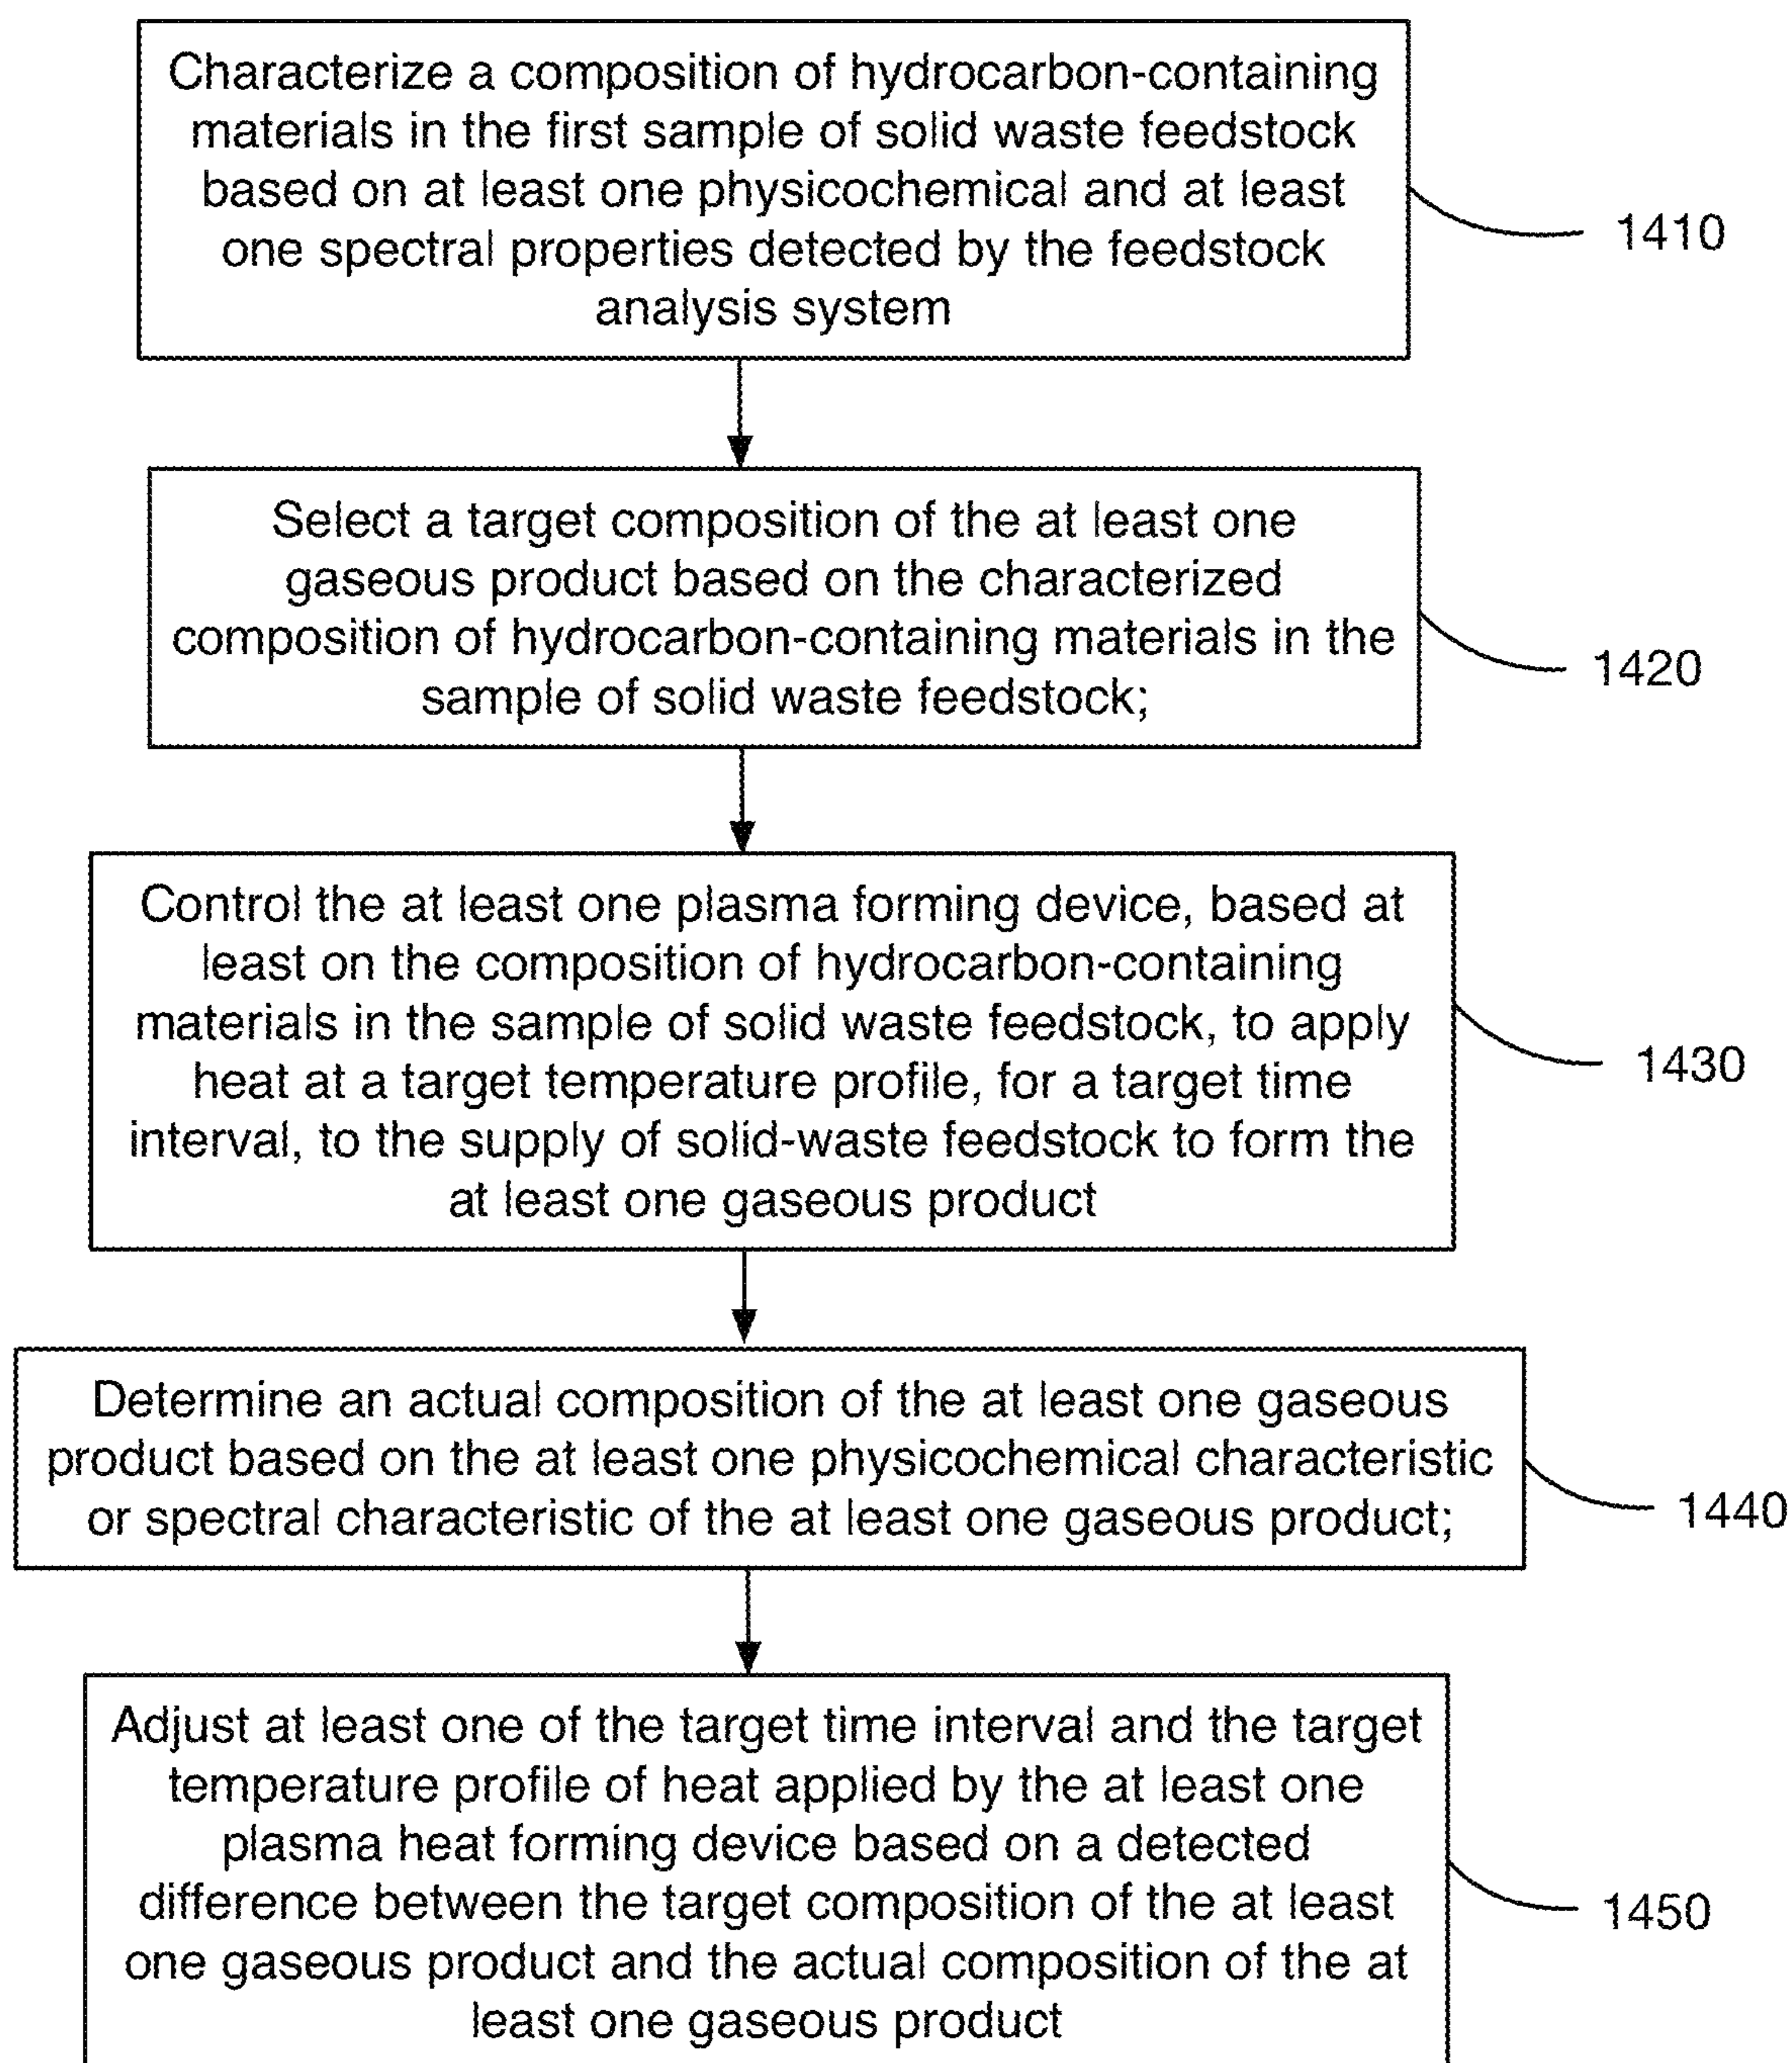 Characterize a composition of hydrocarbon-containing
materials in the first sample of solid waste feedstock
based on at least one physicochemical and at least
one spectral properties detected by the feedstock
analysis system
1410
Select a target composition of the at least one
gaseous product based on the characterized
composition of hydrocarbon-containing materials in the
sample of solid waste feedstock;
1420
Control the at least one plasma forming device, based at
least on the composition of hydrocarbon-containing
materials in the sample of solid waste feedstock, to apply
heat at a target temperature profile, for a target time
interval, to the supply of solid-waste feedstock to form the
at least one gaseous product
1430
Determine an actual composition of the at least one gaseous
product based on the at least one physicochemical characteristic
or spectral characteristic of the at least one gaseous product;
1440
Adjust at least one of the target time interval and the target
temperature profile of heat applied by the at least one
plasma heat forming device based on a detected
difference between the target composition of the at least
one gaseous product and the actual composition of the at
least one gaseous product
1450